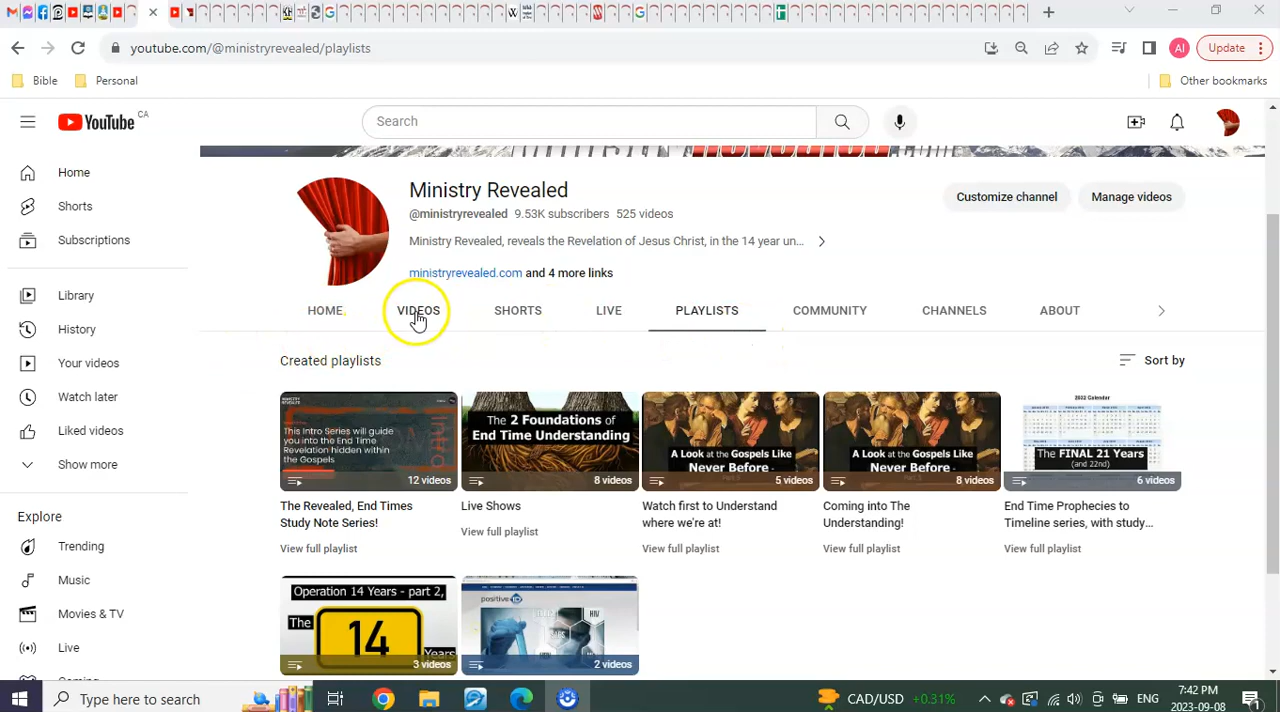 youtube.com/@ministryrevealed/playlists
AI
Update
Bible
Personal
Other bookmarks
YouTube CA
Search
Home
Shorts
Subscriptions
Library
History
Your videos
Watch later
Liked videos
Show more
Explore
Trending
Music
Movies & TV
Live
Ministry Revealed
@ministryrevealed 9.53K subscribers 525 videos
Ministry Revealed, reveals the Revelation of Jesus Christ, in the 14 year un...
ministryrevealed.com and 4 more links
Customize channel
Manage videos
HOME VIDEOS SHORTS LIVE PLAYLISTS COMMUNITY CHANNELS ABOUT
Created playlists
Sort by
MINISTRY REVEALED
This Intro Series will guide
you into the End Time
Revelation hidden within
the Gospels
12 videos
The Revealed, End Times
Study Note Series!
View full playlist
The 2 Foundations of
End Time Understanding
8 videos
Live Shows
View full playlist
A Look at the Gospels Like
Never Before -
5 videos
Watch first to Understand
where we're at!
View full playlist
A Look at the Gospels Like
Never Before -
8 videos
Coming into The
Understanding!
View full playlist
2022 Calendar
The FINAL 21 Years
(and 22nd)
6 videos
End Time Prophecies to
Timeline series, with study...
View full playlist
Operation 14 Years - part 2,
The
14
Years
3 videos
positive ID
HIV
2 videos
Type here to search
CAD/USD +0.31%
ENG
7:42 PM
2023-09-08
1